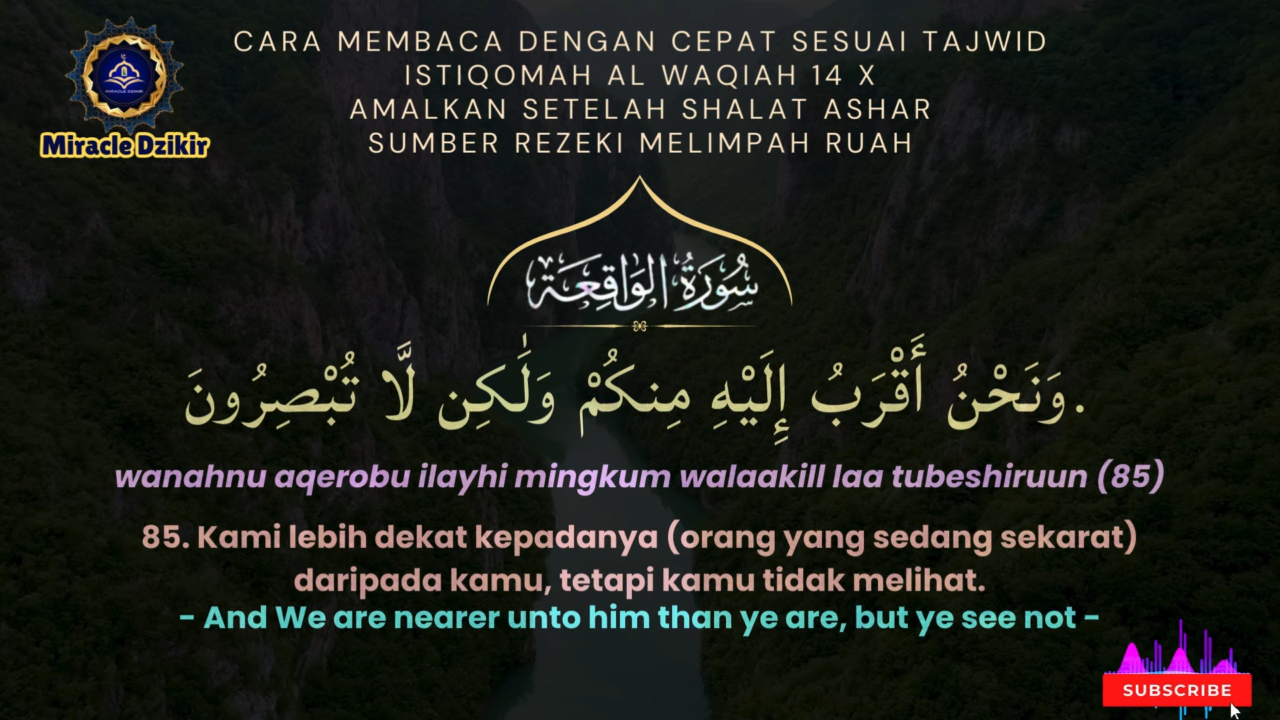 CARA MEMBACA DENGAN CEPAT SESUAI TAJWID
ISTIQOMAH AL WAQIAH 14 X
AMALKAN SETELAH SHALAT ASHAR
SUMBER REZEKI MELIMPAH RUAH
MIRACLE DZIKIR
Miracle Dzikir
سُورَةُ الوَاقِعَة
وَنَحْنُ أَقْرَبُ إِلَيْهِ مِنكُمْ وَلَٰكِن لَّا تُبْصِرُونَ.
wanahnu aqerobu ilayhi mingkum walaakill laa tubeshiruun (85)
85. Kami lebih dekat kepadanya (orang yang sedang sekarat)
daripada kamu, tetapi kamu tidak melihat.
- And We are nearer unto him than ye are, but ye see not -
SUBSCRIBE